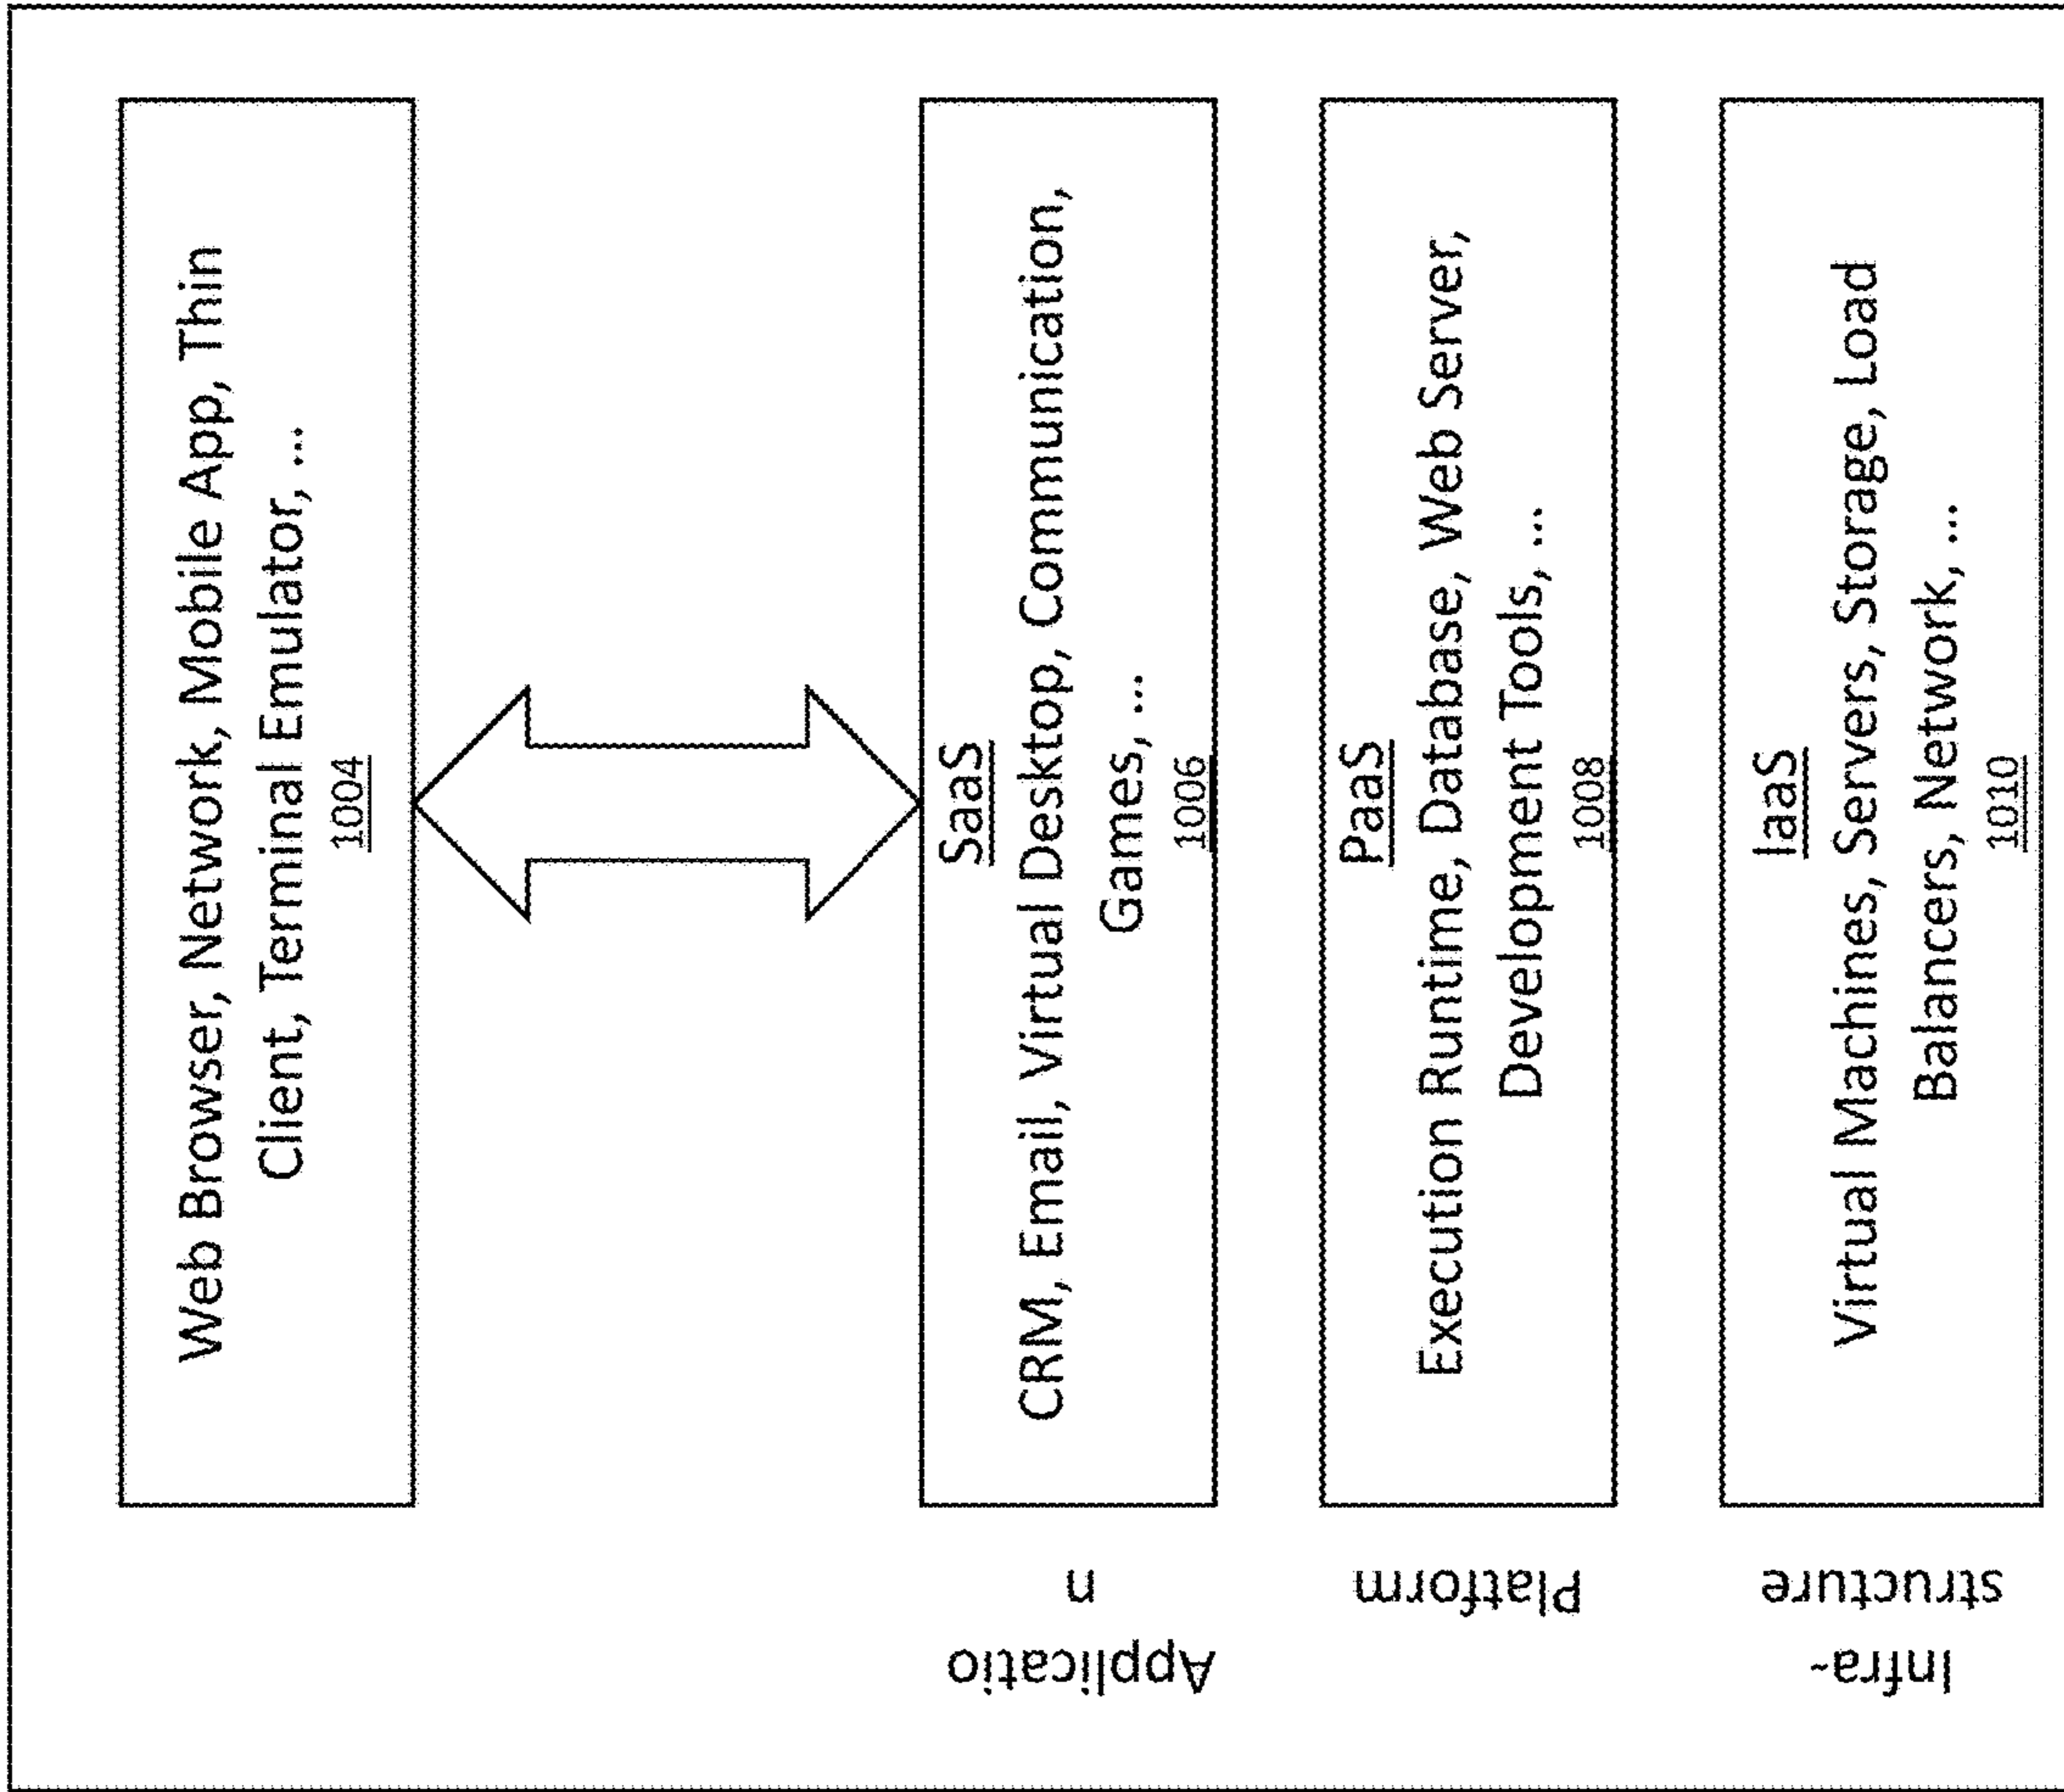 Web Browser, Network, Mobile App, Thin
Client, Terminal Emulator, ...
1004
SaaS
CRM, Email, Virtual Desktop, Communication,
Games, ...
1006
PaaS
Execution Runtime, Database, Web Server,
Development Tools, ...
1008
IaaS
Virtual Machines, Servers, Storage, Load
Balancers, Network, ...
1010
Applicatio
n
Platform
Infra-
structure